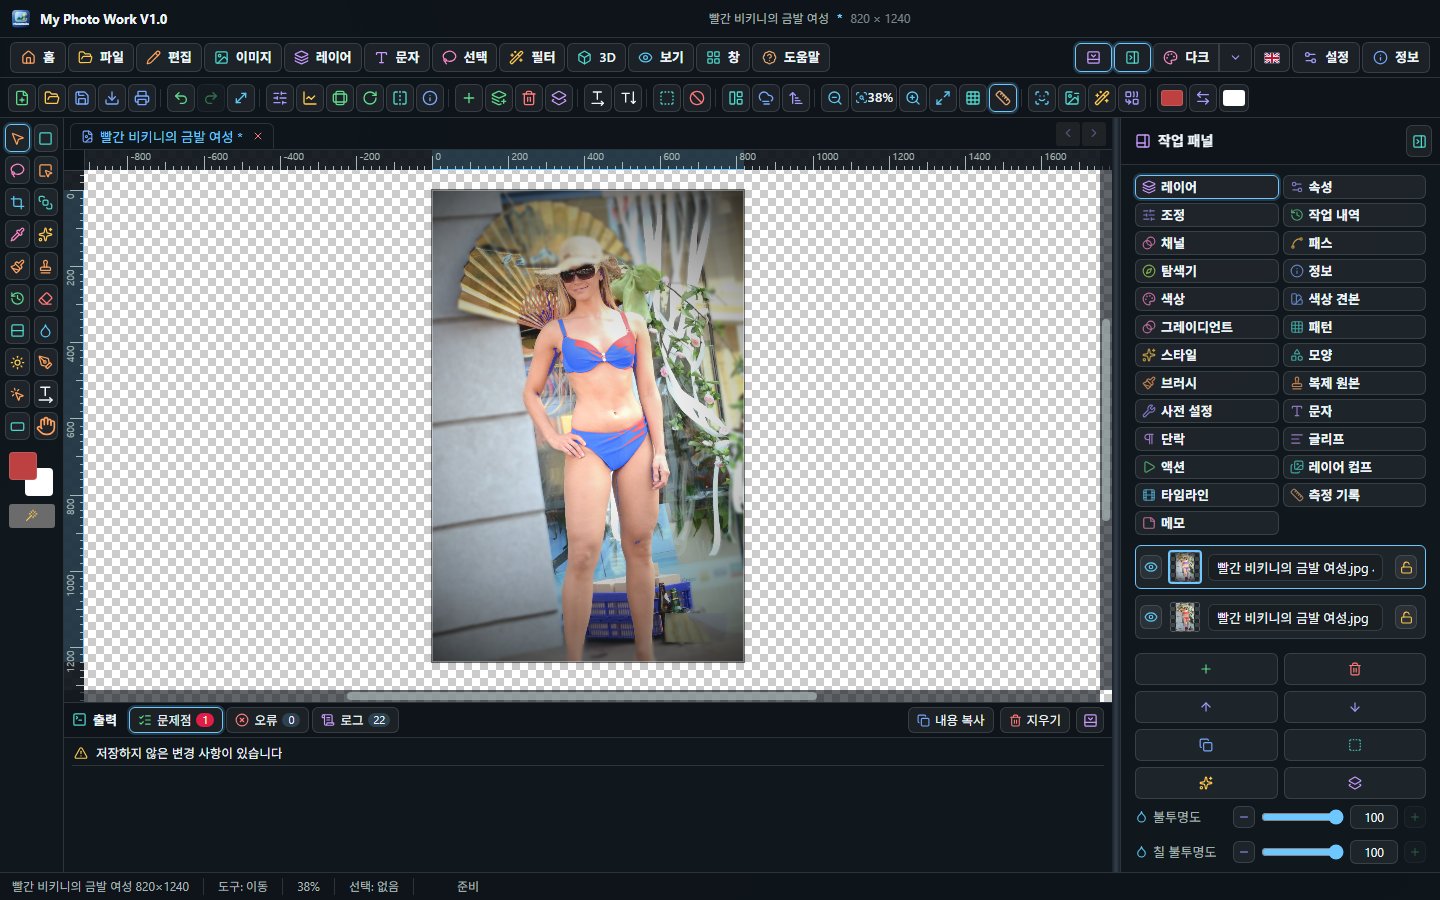 My Photo Work V1.0
빨간 비키니의 금발 여성 * 820 × 1240
홈 파일 편집 이미지 레이어 문자 선택 필터 3D 보기 창 도움말 다크 설정 정보
38%
빨간 비키니의 금발 여성 *
-800 -600 -400 -200 0 200 400 600 800 1000 1200 1400 1600
0
200
400
600
800
1000
1200
작업 패널
레이어 속성
조정 작업 내역
채널 패스
탐색기 정보
색상 색상 견본
그레이디언트 패턴
스타일 모양
브러시 복제 원본
사전 설정 문자
단락 글리프
액션 레이어 컴프
타임라인 측정 기록
메모
빨간 비키니의 금발 여성.jpg
빨간 비키니의 금발 여성.jpg
불투명도 100
칠 불투명도 100
출력 문제점 1 오류 0 로그 22 내용 복사 지우기
저장하지 않은 변경 사항이 있습니다
빨간 비키니의 금발 여성 820×1240 도구: 이동 38% 선택: 없음 준비